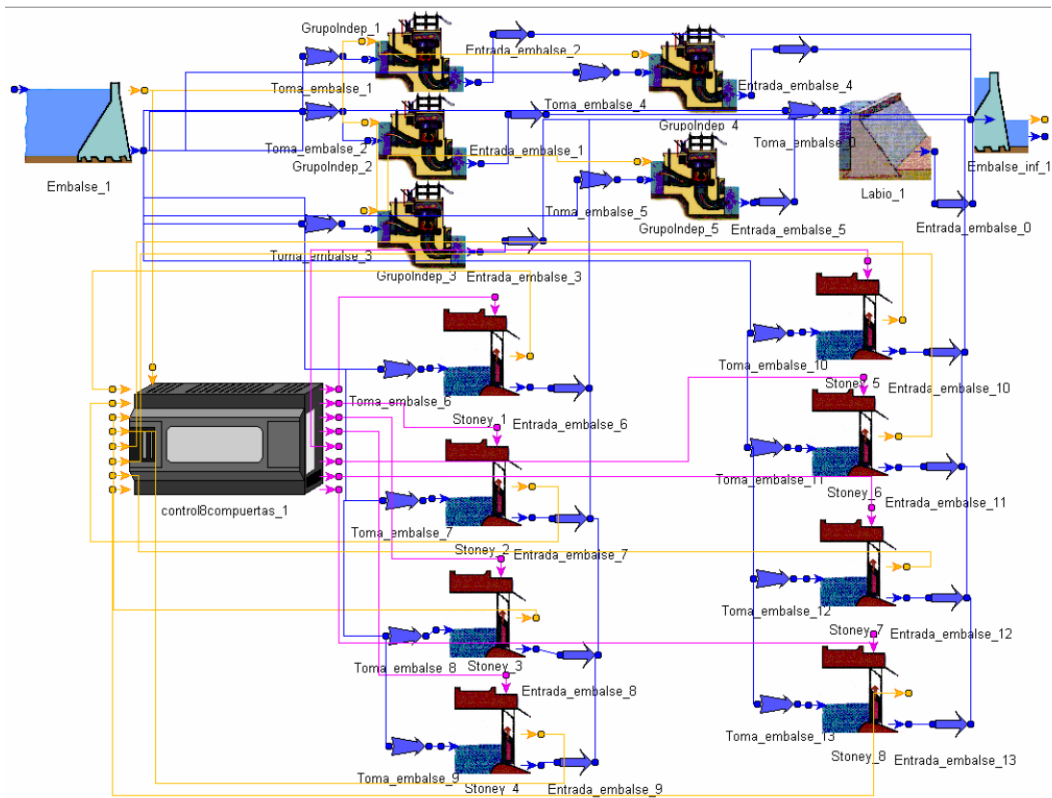 GrupoIndep_1
Entrada_embalse_2
Toma_embalse_1
Entrada_embalse_4
Toma_embalse_4
GrupoIndep_4
Toma_embalse_0
Toma_embalse_2
Entrada_embalse_1
GrupoIndep_2
Embalse_1
Labio_1
Embalse_inf_1
Toma_embalse_5
GrupoIndep_5
Entrada_embalse_5
Entrada_embalse_0
Toma_embalse_3
GrupoIndep_3
Entrada_embalse_3
Toma_embalse_10
Toma_embalse_6
Stoney_5
Entrada_embalse_10
Stoney_1
Entrada_embalse_6
Toma_embalse_11
Stoney_6
Entrada_embalse_11
control8compuertas_1
Toma_embalse_7
Stoney_2
Entrada_embalse_7
Toma_embalse_12
Stoney_7
Entrada_embalse_12
Toma_embalse_8
Stoney_3
Entrada_embalse_8
Toma_embalse_13
Stoney_8
Entrada_embalse_13
Toma_embalse_9
Stoney_4
Entrada_embalse_9